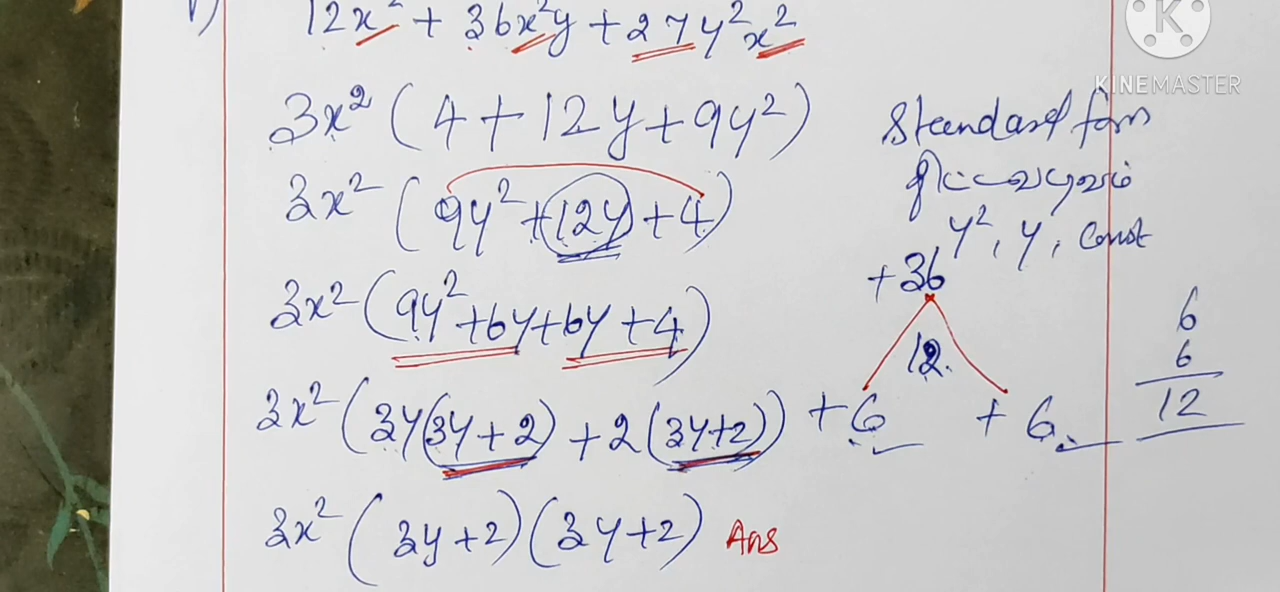 12x² + 36x²y + 27y²x²
K
KINEMASTER
3x² (4 + 12y + 9y²)
Standard form
3x² (9y² + 12y + 4)
y², y, const
+36
3x² (9y² + 6y + 6y + 4)
12
6
6
12
3x² (3y(3y + 2) + 2(3y+2))
+6
+6
3x² (3y+2)(3y+2) Ans